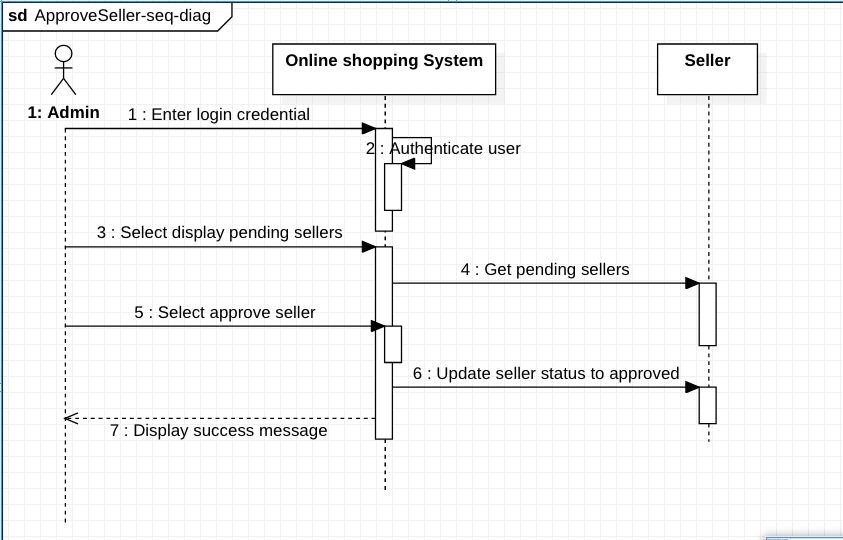 sd ApproveSeller-seq-diag
Online shopping System
Seller
1: Admin
1 : Enter login credential
2 : Authenticate user
3 : Select display pending sellers
4 : Get pending sellers
5 : Select approve seller
6 : Update seller status to approved
7 : Display success message